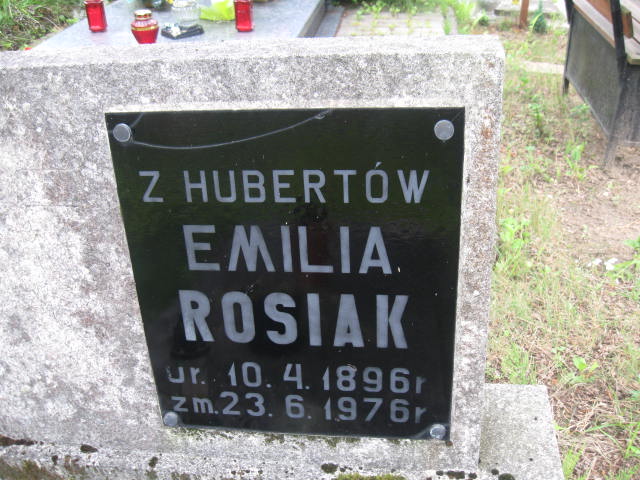 Z HUBERTÓW
EMILIA
ROSIAK
ur. 10.4.1896r
zm.23.6.1976r